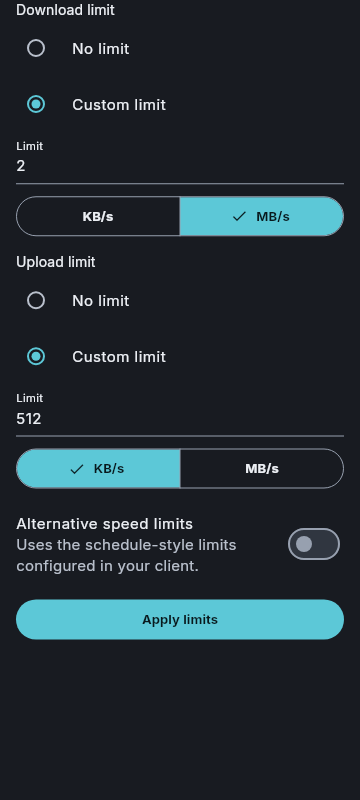 Download limit
No limit
Custom limit
Limit
2
KB/s MB/s
Upload limit
No limit
Custom limit
Limit
512
KB/s MB/s
Alternative speed limits
Uses the schedule-style limits
configured in your client.
Apply limits